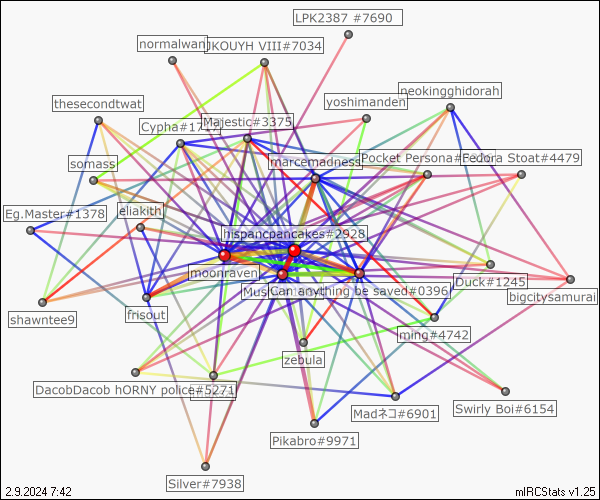 LPK2387 #7690
normalwan
JKOUYH VIII#7034
neokingghidorah
thesecondtwat
yoshimanden
Cypha#1
Majestic#3375
marcemadness
Pocket Persona#
Stoat#4479
somass
Eg.Master#1378
eliakith
hispancpancakes#2928
moonraven
Can anything be saved#0396
Duck#1245
bigcitysamurai
shawntee9
frisout
ming#4742
zebula
DacobDacob hORNY police#5271
Madネコ#6901
Swirly Boi#6154
Pikabro#9971
Silver#7938
2.9.2024 7:42
mIRCStats v1.25